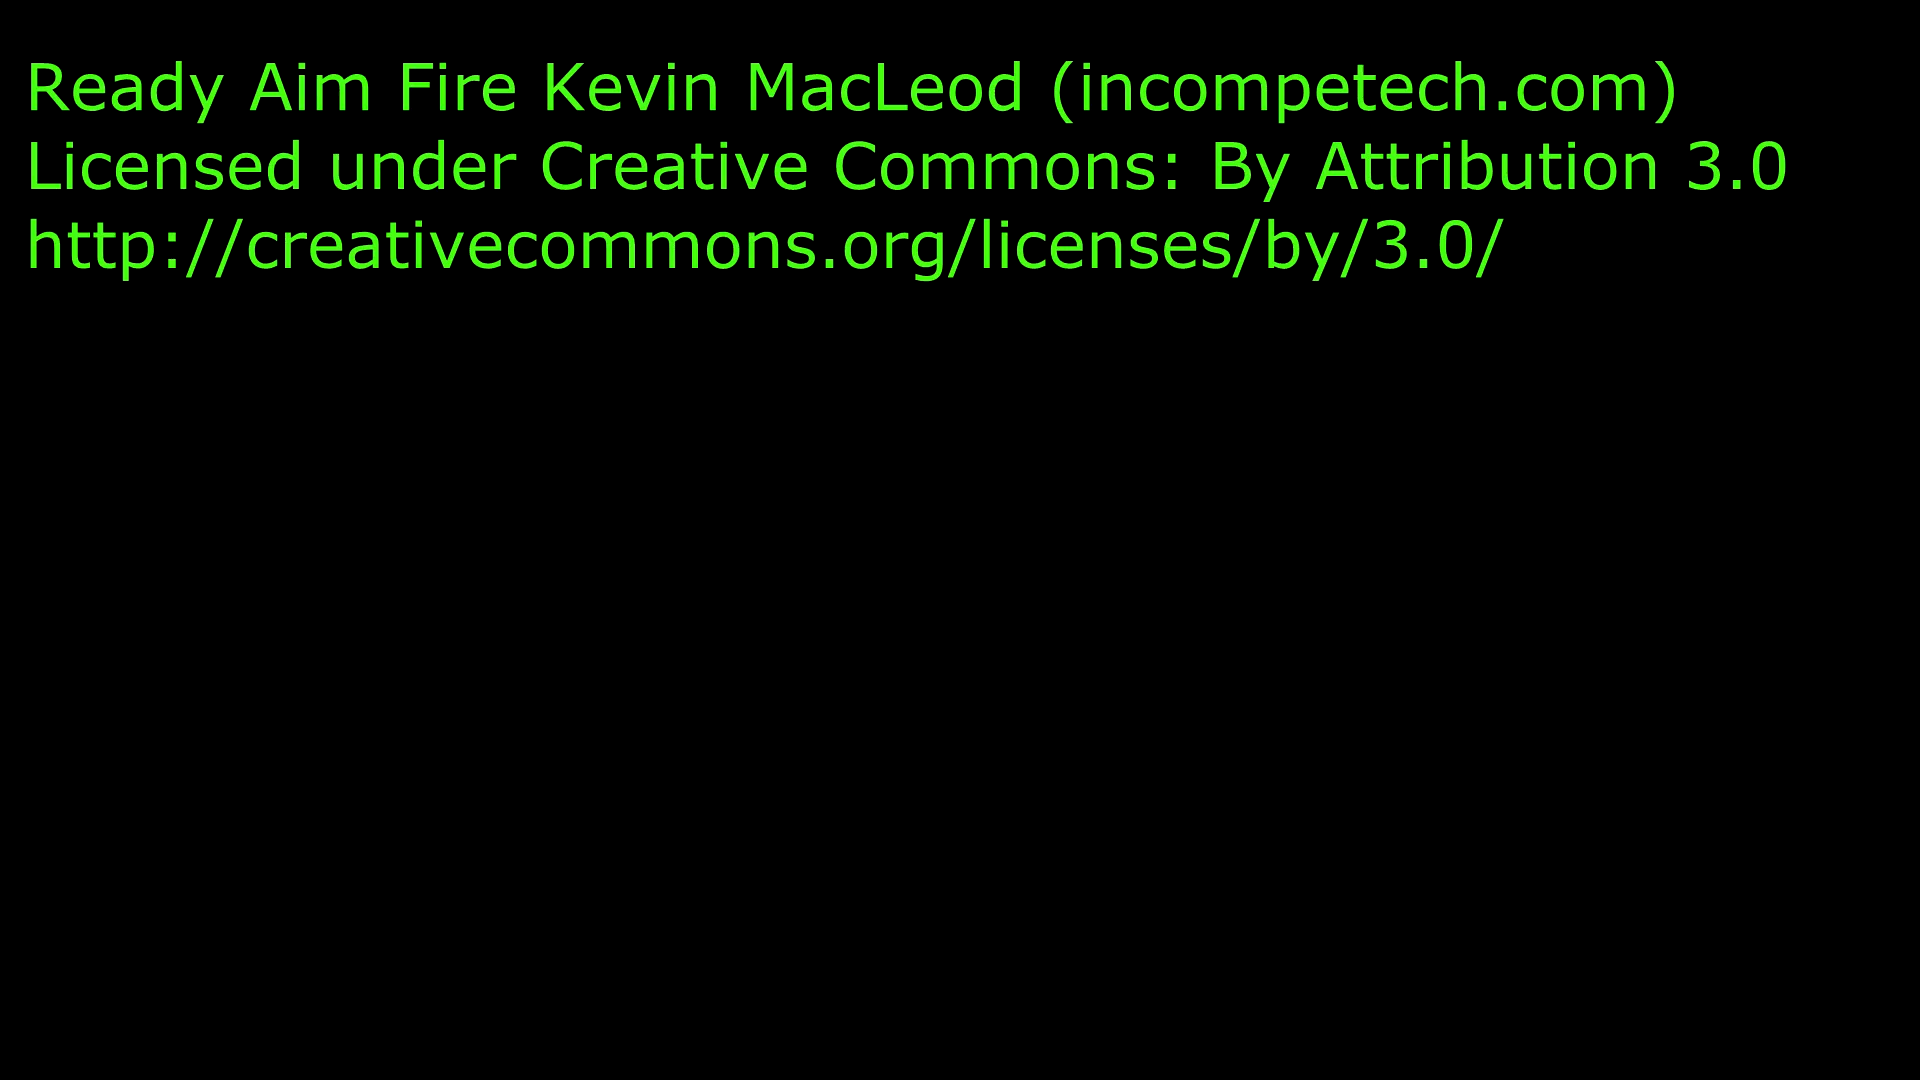 Ready Aim Fire Kevin MacLeod (incompetech.com)
Licensed under Creative Commons: By Attribution 3.0
http://creativecommons.org/licenses/by/3.0/